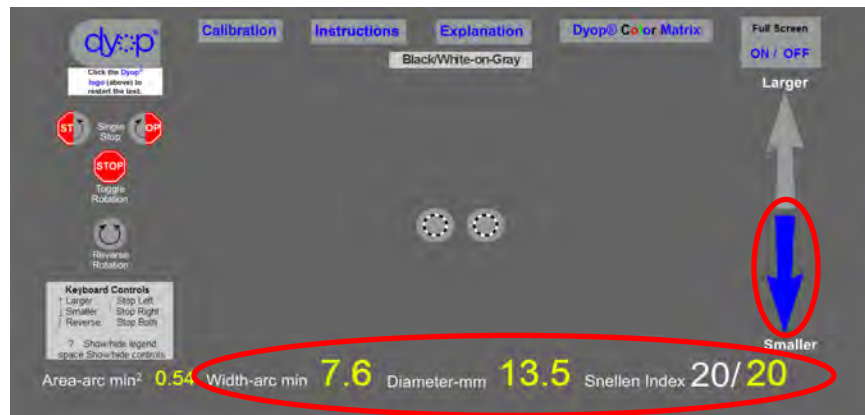 dyop®
Calibration
Instructions
Explanation
Dyop® Color Matrix
Full Screen
ON / OFF
Black/White-on-Gray
Click the Dyop®
logo (above) to
restart the test.
Larger
ST
Single
Stop
OP
STOP
Toggle
Rotation
Reverse
Rotation
Keyboard Controls
↑ Larger / Stop Left
↓ Smaller Stop Right
/ Reverse Stop Both
? Show/hide legend
space Show/hide controls
Smaller
Area-arc min² 0.54 Width-arc min 7.6 Diameter-mm 13.5 Snellen Index 20/20